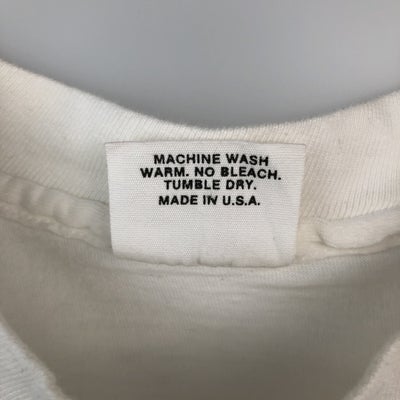 MACHINE WASH
WARM. NO BLEACH.
TUMBLE DRY.
MADE IN U.S.A.